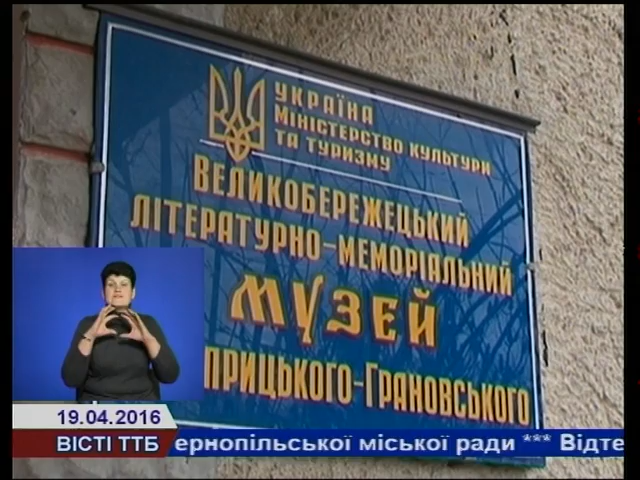 УКРАЇНА
МІНІСТЕРСТВО КУЛЬТУРИ
ТА ТУРИЗМУ
ВЕЛИКОБЕРЕЖЕЦЬКИЙ
ЛІТЕРАТУРНО-МЕМОРІАЛЬНИЙ
МУЗЕЙ
ПРИЦЬКОГО-ГРАНОВСЬКОГО
19.04.2016
ВІСТІ ТТБ
ернопільської міської ради *** Відте